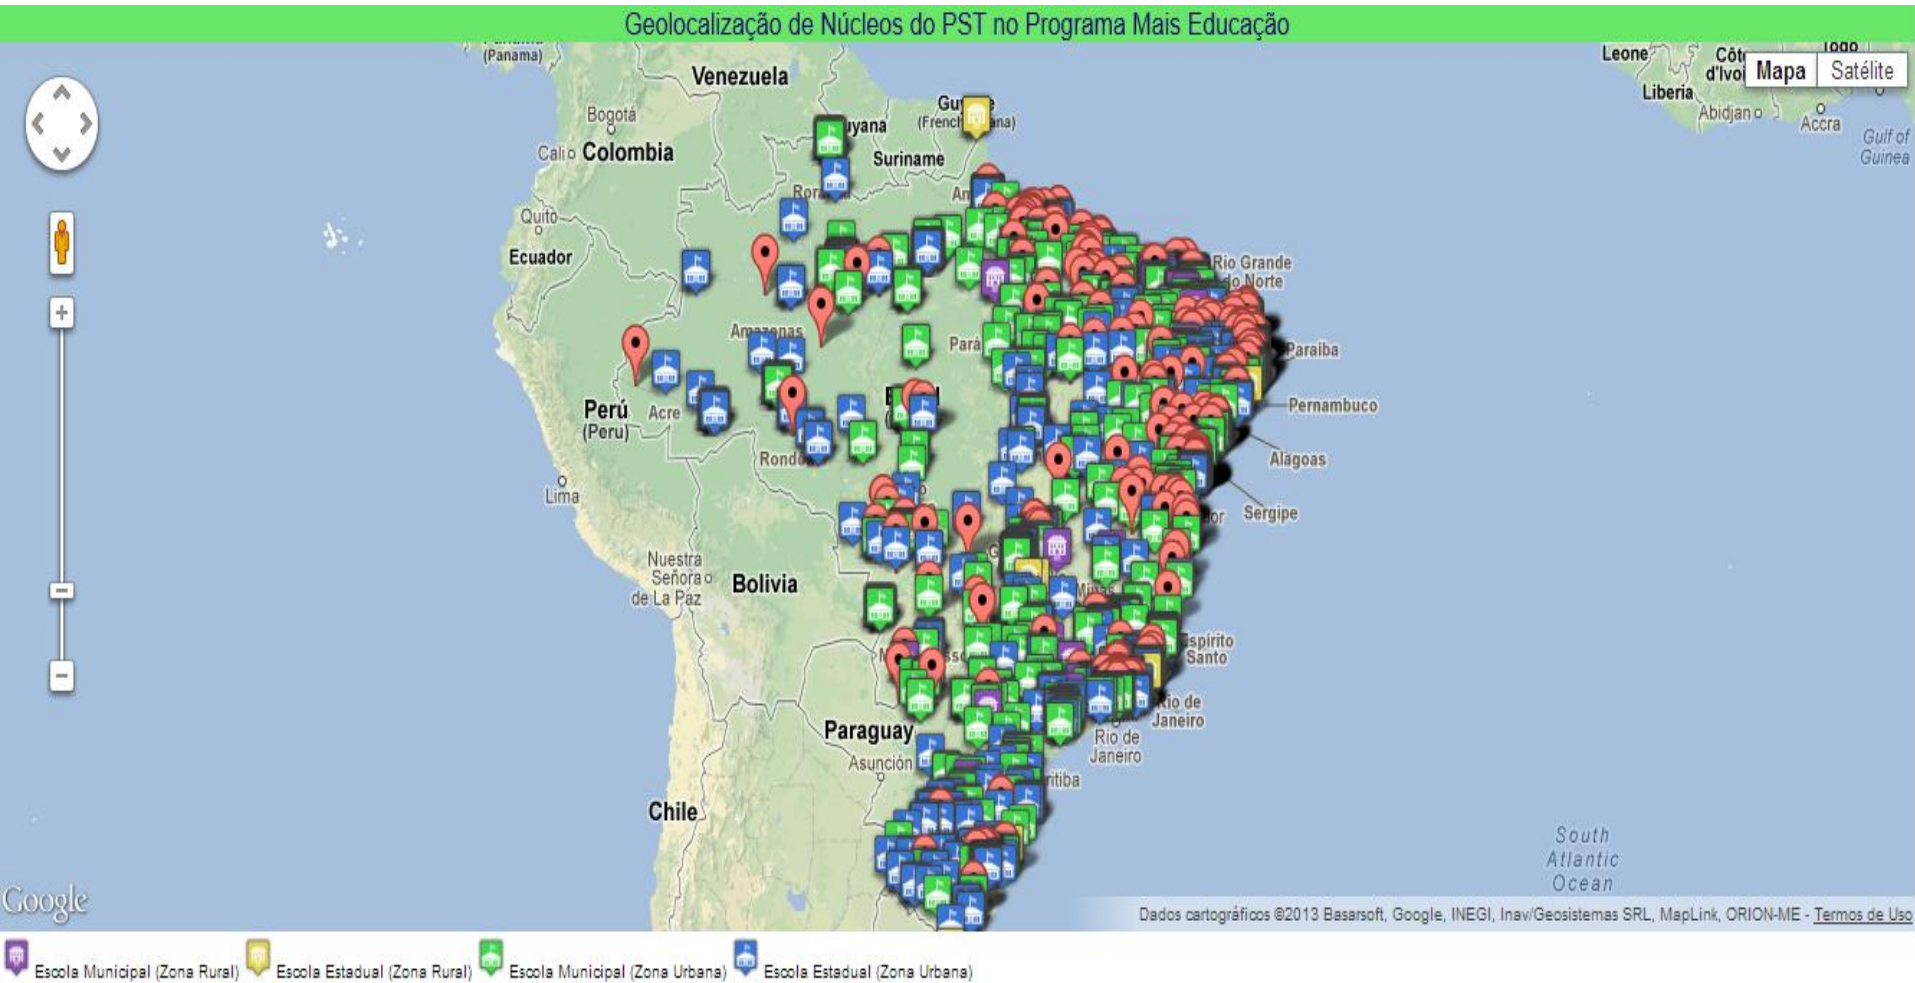 Geolocalização de Núcleos do PST no Programa Mais Educação
(Panama)
Venezuela
Leone
Liberia
Mapa
Satélite
Abidjan
Accra
Gulf of
Guinea
Bogotá
Cali
Colombia
Suriname
Quito
Ecuador
Rio Grande
do Norte
Amazonas
Pará
Paraiba
Perú
(Peru)
Acre
Pernambuco
Alagoas
Lima
Sergipe
Nuestra
Señora
de La Paz
Bolivia
Minas
Espírito
Santo
Rio de
Janeiro
Paraguay
Rio de
Janeiro
Asunción
Chile
South
Atlantic
Ocean
Google
Dados cartográficos ©2013 Basarsoft, Google, INEGI, Inav/Geosistemas SRL, MapLink, ORION-ME - Termos de Uso
Escola Municipal (Zona Rural) Escola Estadual (Zona Rural) Escola Municipal (Zona Urbana) Escola Estadual (Zona Urbana)